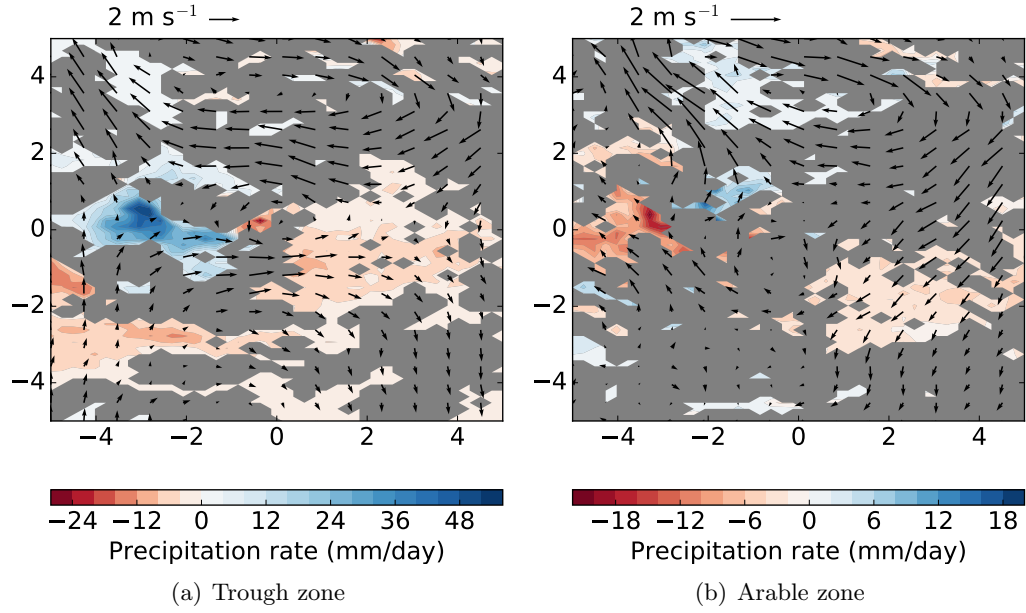 2 m s⁻¹
2 m s⁻¹
4
2
0
−2
−4
−4 −2 0 2 4
4
2
0
−2
−4
−4 −2 0 2 4
−24 −12 0 12 24 36 48
Precipitation rate (mm/day)
−18 −12 −6 0 6 12 18
Precipitation rate (mm/day)
(a) Trough zone
(b) Arable zone